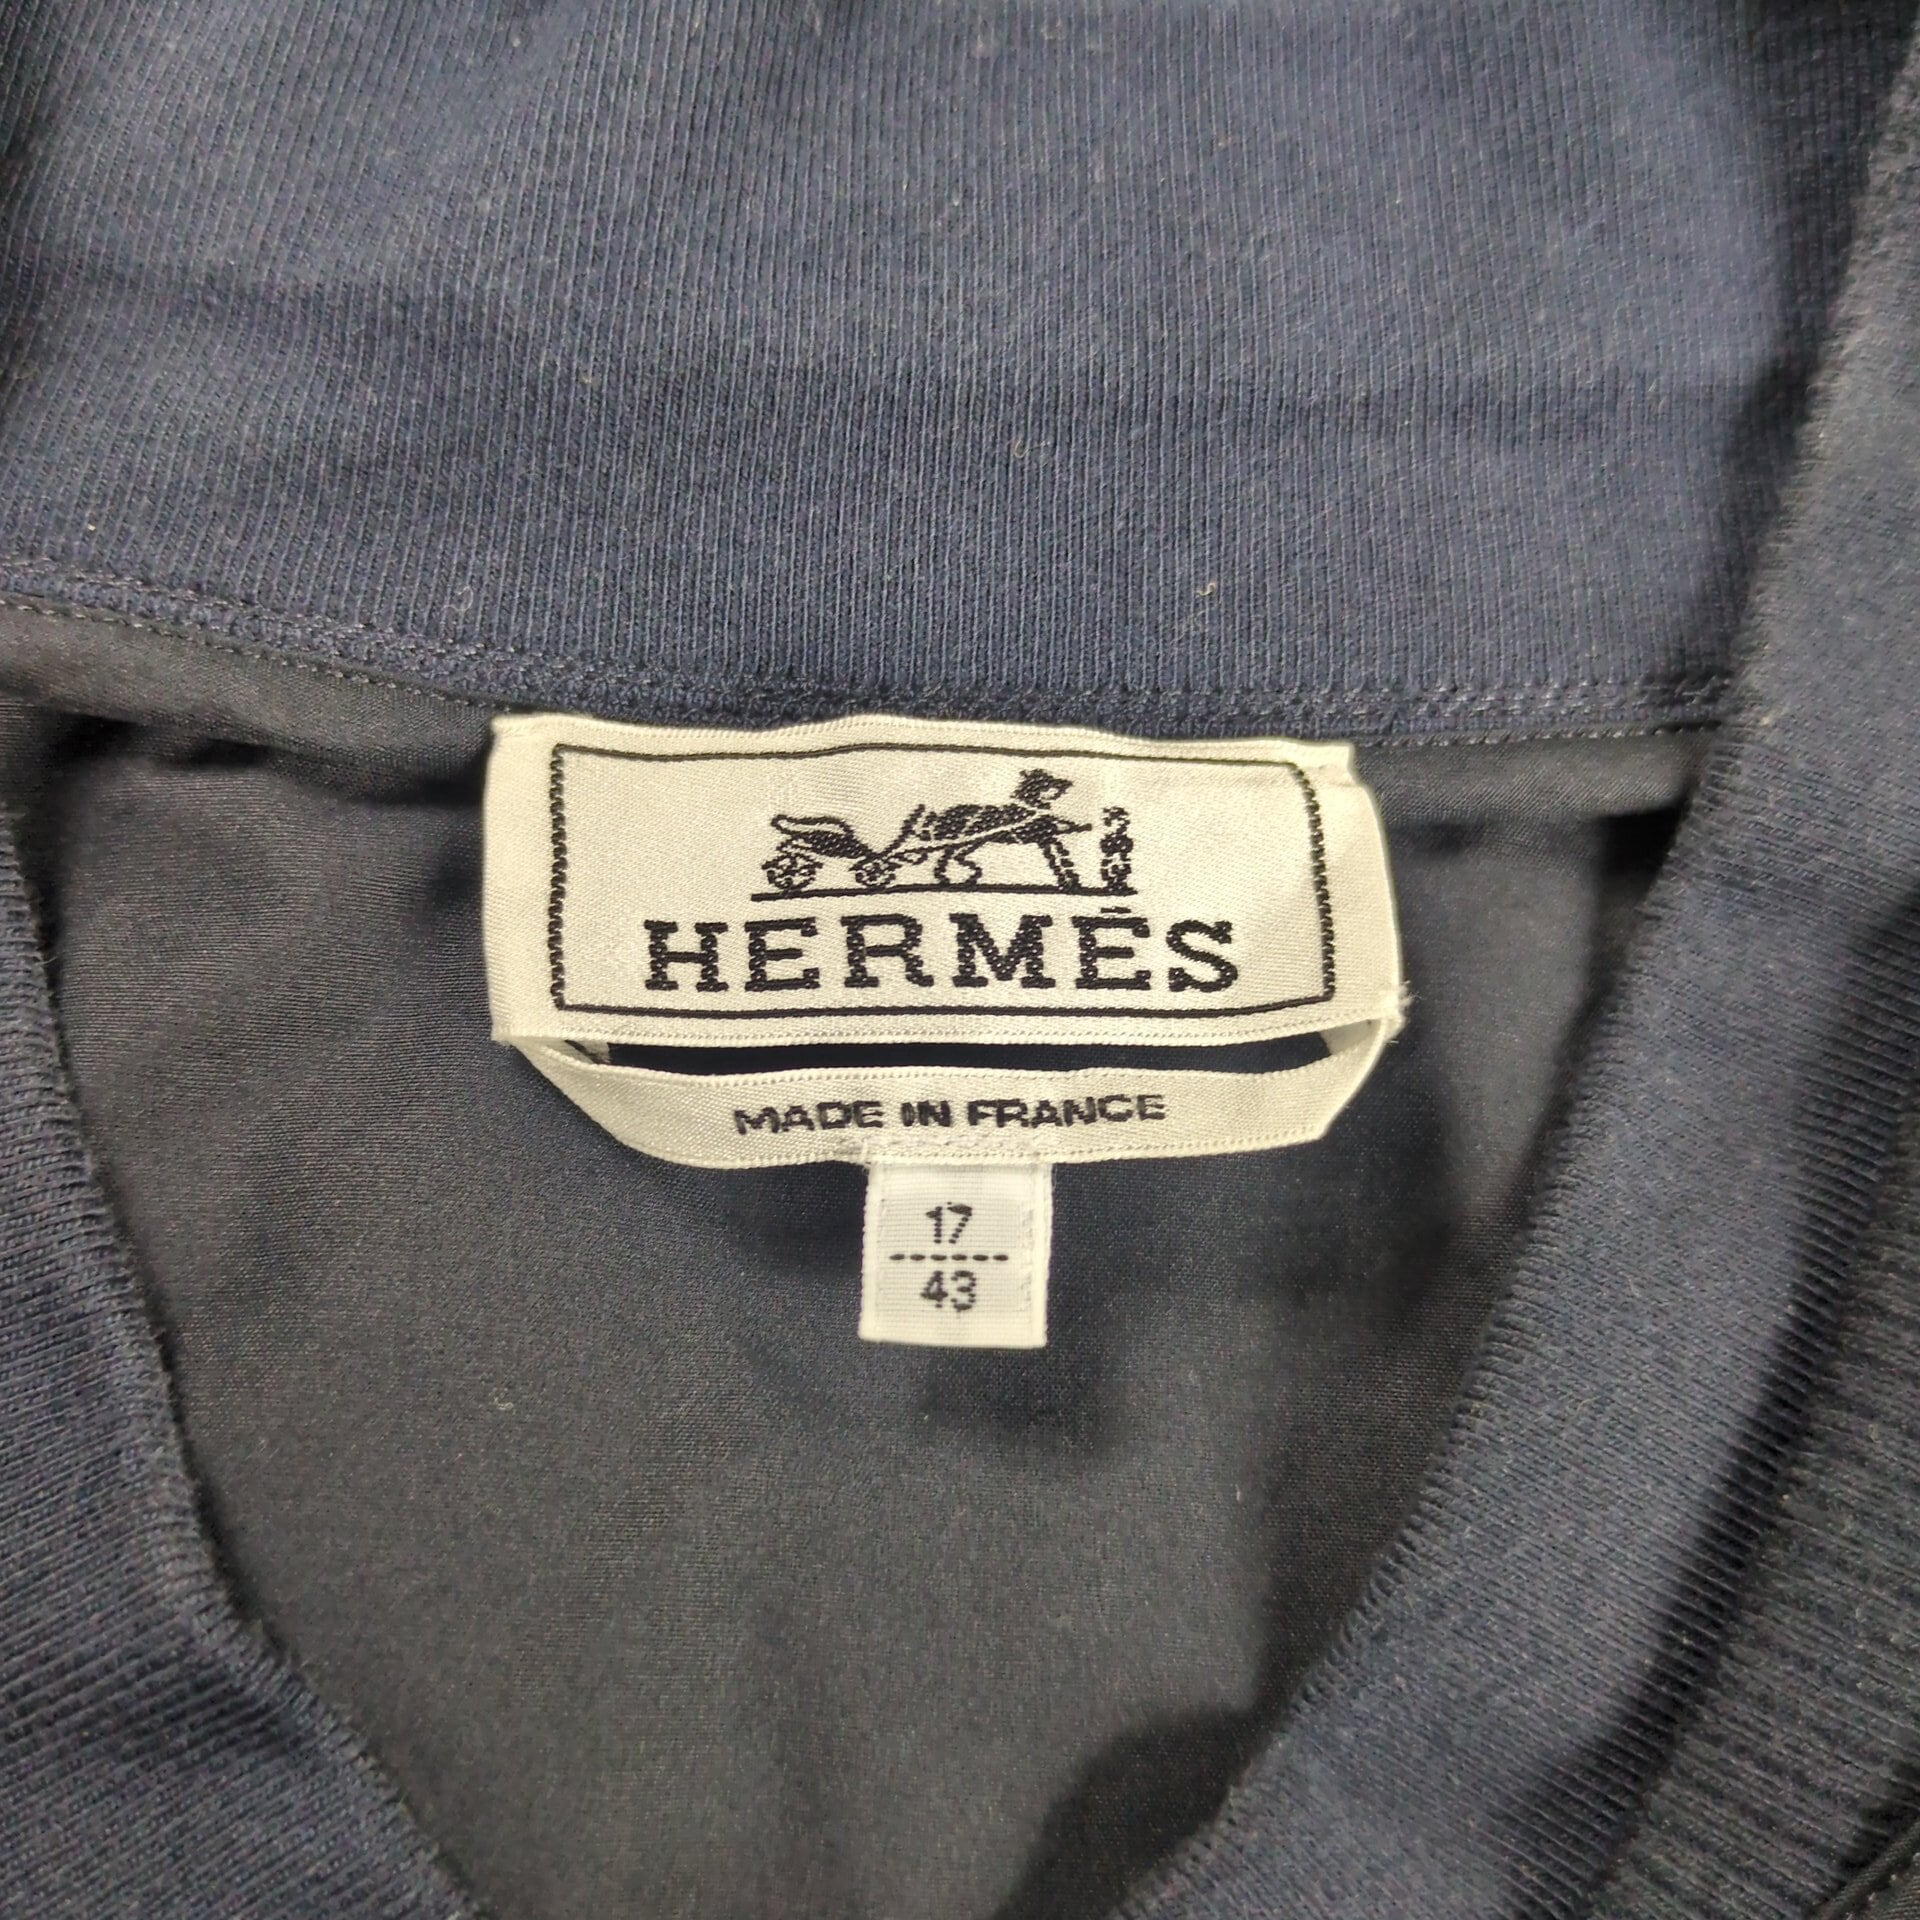 HERMÈS
MADE IN FRANCE
17
43